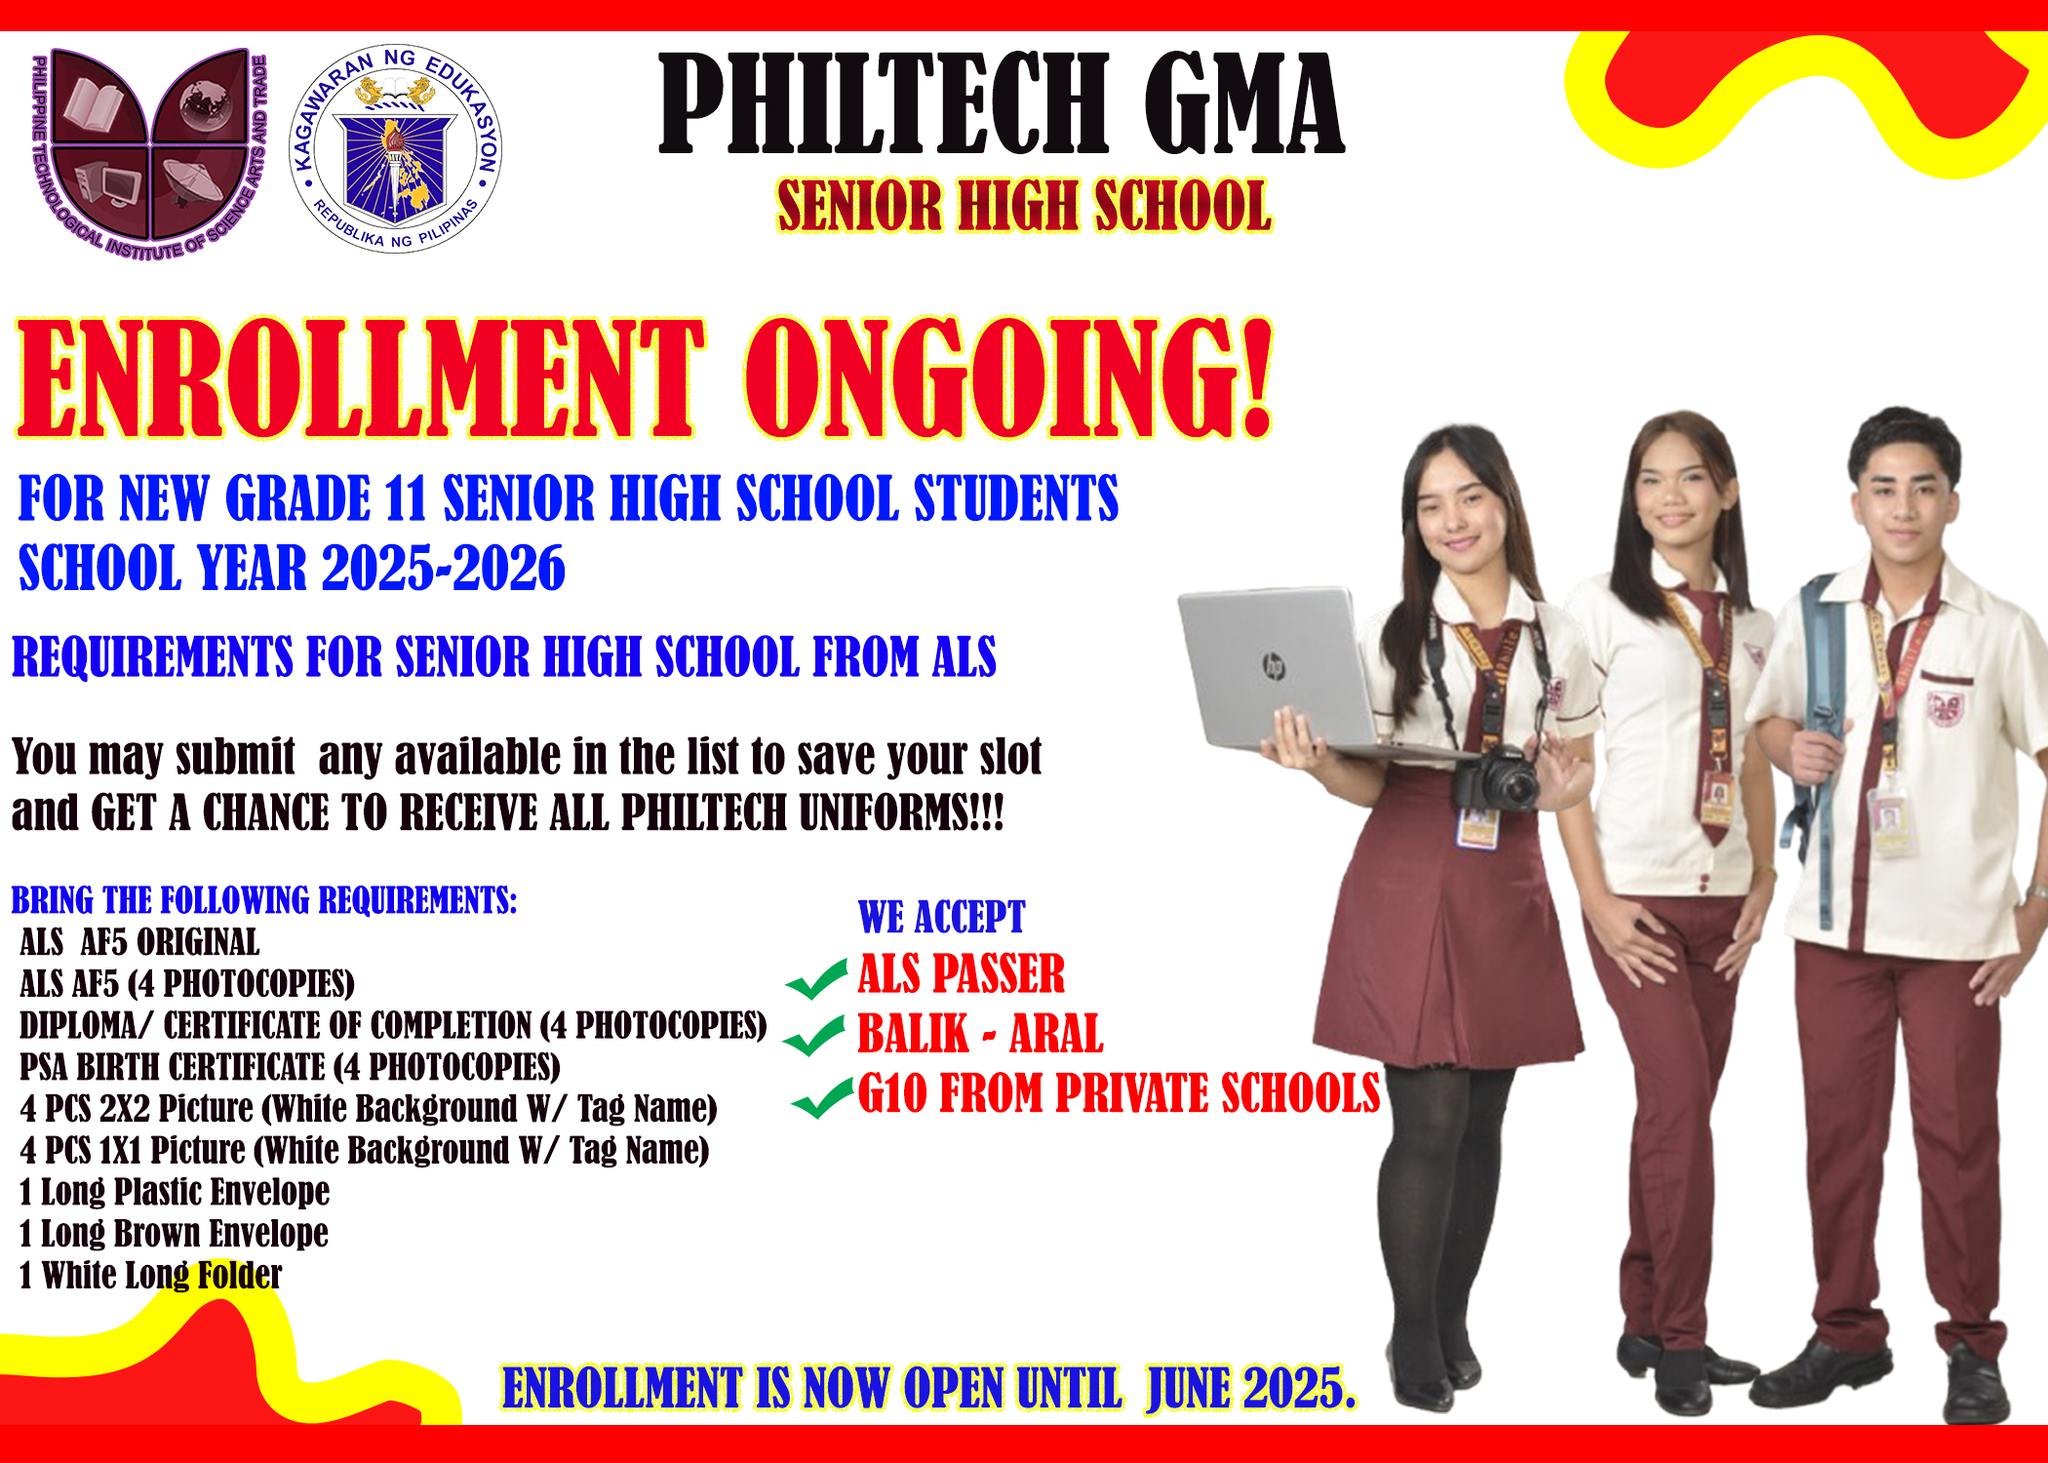 PHILIPPINE TECHNOLOGICAL INSTITUTE OF SCIENCE ARTS AND TRADE
KAGAWARAN NG EDUKASYON
REPUBLIKA NG PILIPINAS
PHILTECH GMA
SENIOR HIGH SCHOOL
ENROLLMENT ONGOING!
FOR NEW GRADE 11 SENIOR HIGH SCHOOL STUDENTS
SCHOOL YEAR 2025-2026
REQUIREMENTS FOR SENIOR HIGH SCHOOL FROM ALS
You may submit any available in the list to save your slot
and GET A CHANCE TO RECEIVE ALL PHILTECH UNIFORMS!!!
BRING THE FOLLOWING REQUIREMENTS:
ALS AF5 ORIGINAL
ALS AF5 (4 PHOTOCOPIES)
DIPLOMA/ CERTIFICATE OF COMPLETION (4 PHOTOCOPIES)
PSA BIRTH CERTIFICATE (4 PHOTOCOPIES)
4 PCS 2X2 Picture (White Background W/ Tag Name)
4 PCS 1X1 Picture (White Background W/ Tag Name)
1 Long Plastic Envelope
1 Long Brown Envelope
1 White Long Folder
WE ACCEPT
ALS PASSER
BALIK - ARAL
G10 FROM PRIVATE SCHOOLS
hp
ENROLLMENT IS NOW OPEN UNTIL JUNE 2025.